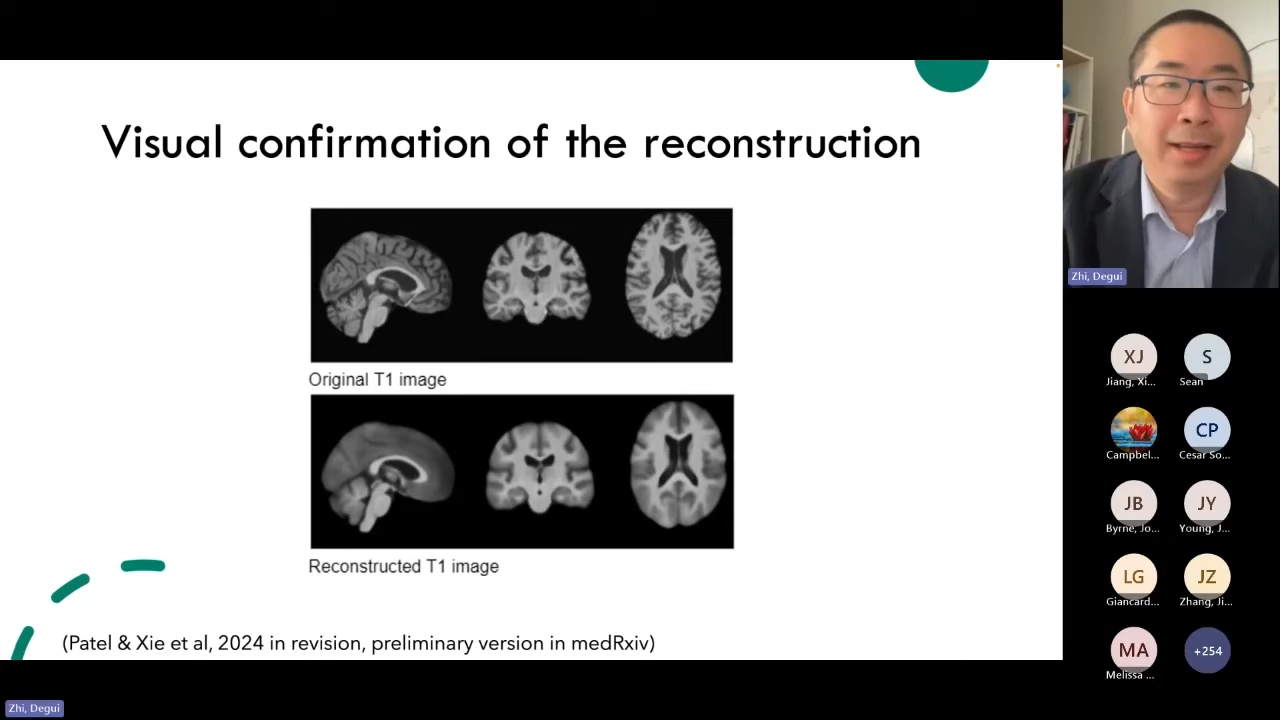 Visual confirmation of the reconstruction
Original T1 image
Reconstructed T1 image
(Patel & Xie et al, 2024 in revision, preliminary version in medRxiv)
Zhi, Degui
XJ
Jiang, Xi...
S
Sean
Campbel...
CP
Cesar So...
JB
Byrne, Jo...
JY
Young, J...
LG
Giancard...
JZ
Zhang, Ji...
MA
Melissa ...
+254
Zhi, Degui